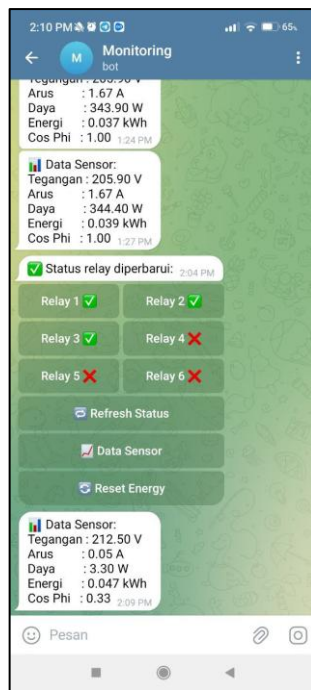 2:10 PM 65%
M Monitoring
bot
Tegangan : 205.90 V
Arus : 1.67 A
Daya : 343.90 W
Energi : 0.037 kWh
Cos Phi : 1.00 1:24 PM
Data Sensor:
Tegangan : 205.90 V
Arus : 1.67 A
Daya : 344.40 W
Energi : 0.039 kWh
Cos Phi : 1.00 1:27 PM
Status relay diperbarui: 2:04 PM
Relay 1 ✅ Relay 2 ✅
Relay 3 ✅ Relay 4 ❌
Relay 5 ❌ Relay 6 ❌
Refresh Status
Data Sensor
Reset Energy
Data Sensor:
Tegangan : 212.50 V
Arus : 0.05 A
Daya : 3.30 W
Energi : 0.047 kWh
Cos Phi : 0.33 2:09 PM
Pesan